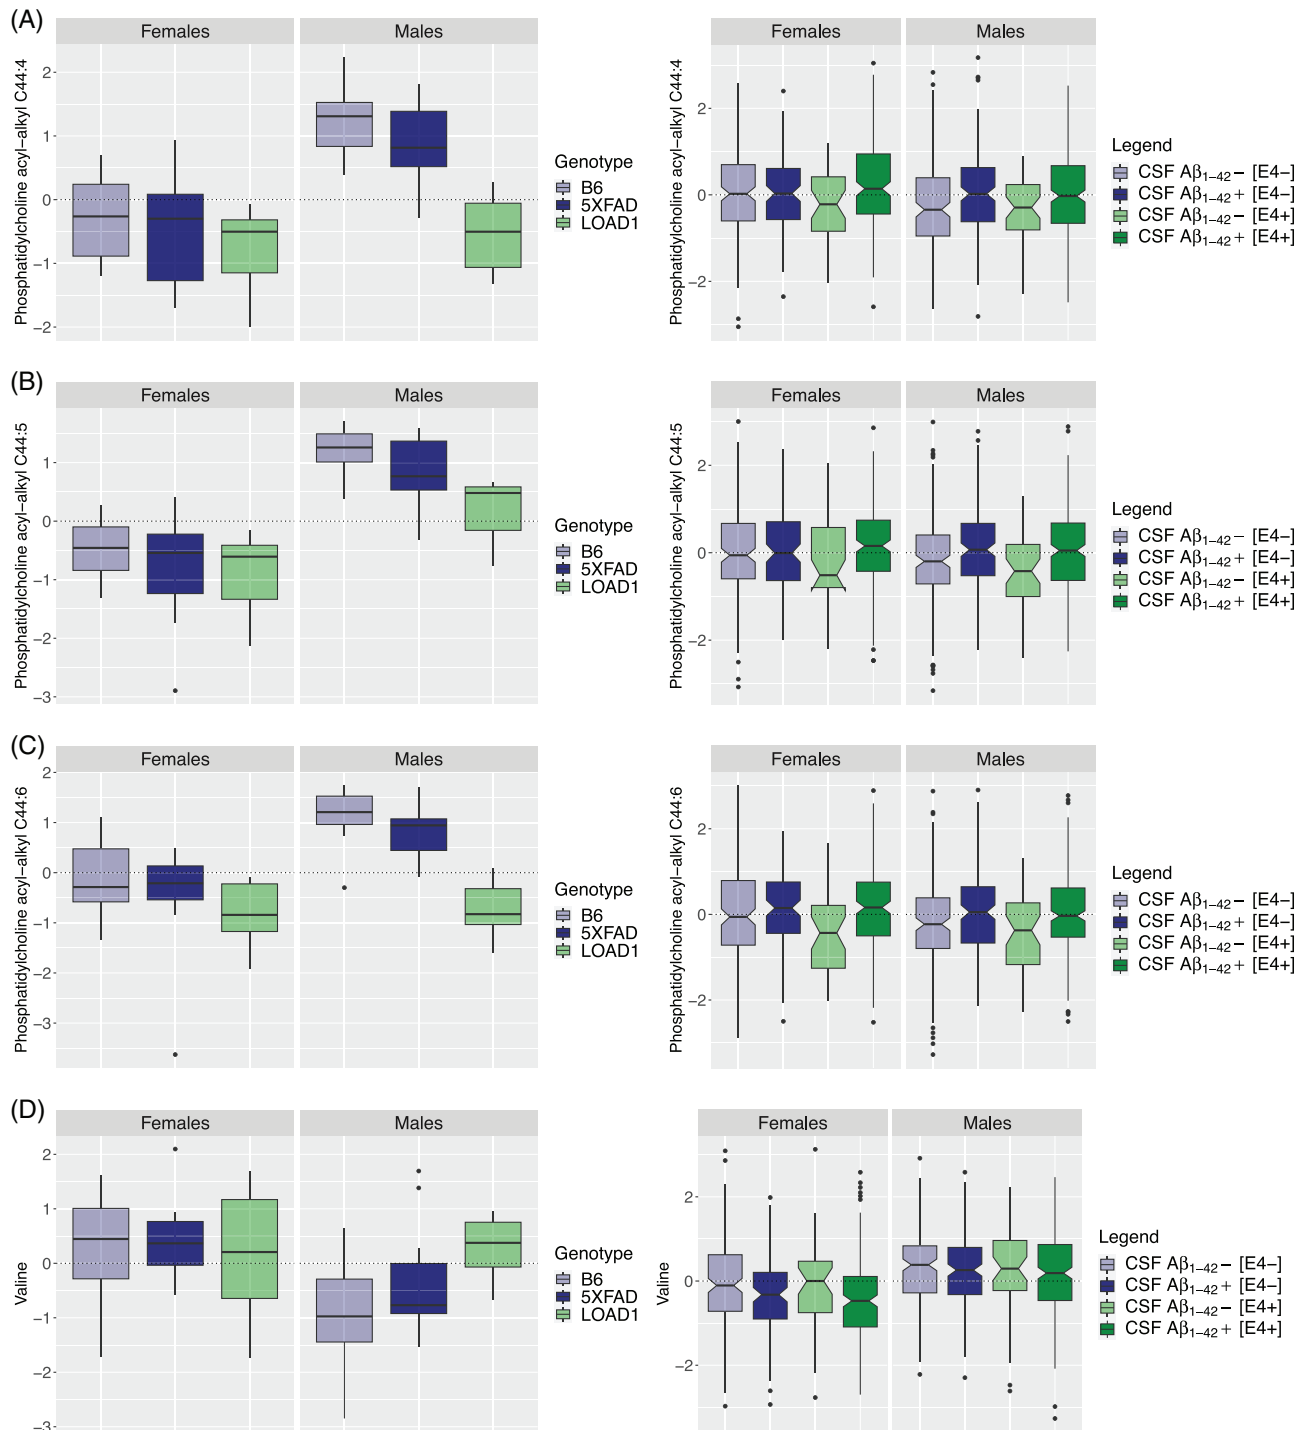 (A)
Females
Males
Phosphatidylcholine acyl–alkyl C44:4
2
1
0
−1
−2
Genotype
B6
5XFAD
LOAD1
Females
Males
Phosphatidylcholine acyl–alkyl C44:4
2
0
−2
Legend
CSF Aβ1−42− [E4−]
CSF Aβ1−42+ [E4−]
CSF Aβ1−42− [E4+]
CSF Aβ1−42+ [E4+]
(B)
Females
Males
Phosphatidylcholine acyl–alkyl C44:5
1
0
−1
−2
−3
Genotype
B6
5XFAD
LOAD1
Females
Males
Phosphatidylcholine acyl–alkyl C44:5
2
0
−2
Legend
CSF Aβ1−42− [E4−]
CSF Aβ1−42+ [E4−]
CSF Aβ1−42− [E4+]
CSF Aβ1−42+ [E4+]
(C)
Females
Males
Phosphatidylcholine acyl–alkyl C44:6
2
1
0
−1
−2
−3
Genotype
B6
5XFAD
LOAD1
Females
Males
Phosphatidylcholine acyl–alkyl C44:6
2
0
−2
Legend
CSF Aβ1−42− [E4−]
CSF Aβ1−42+ [E4−]
CSF Aβ1−42− [E4+]
CSF Aβ1−42+ [E4+]
(D)
Females
Males
Valine
2
1
0
−1
−2
−3
Genotype
B6
5XFAD
LOAD1
Females
Males
Valine
2
0
−2
Legend
CSF Aβ1−42− [E4−]
CSF Aβ1−42+ [E4−]
CSF Aβ1−42− [E4+]
CSF Aβ1−42+ [E4+]